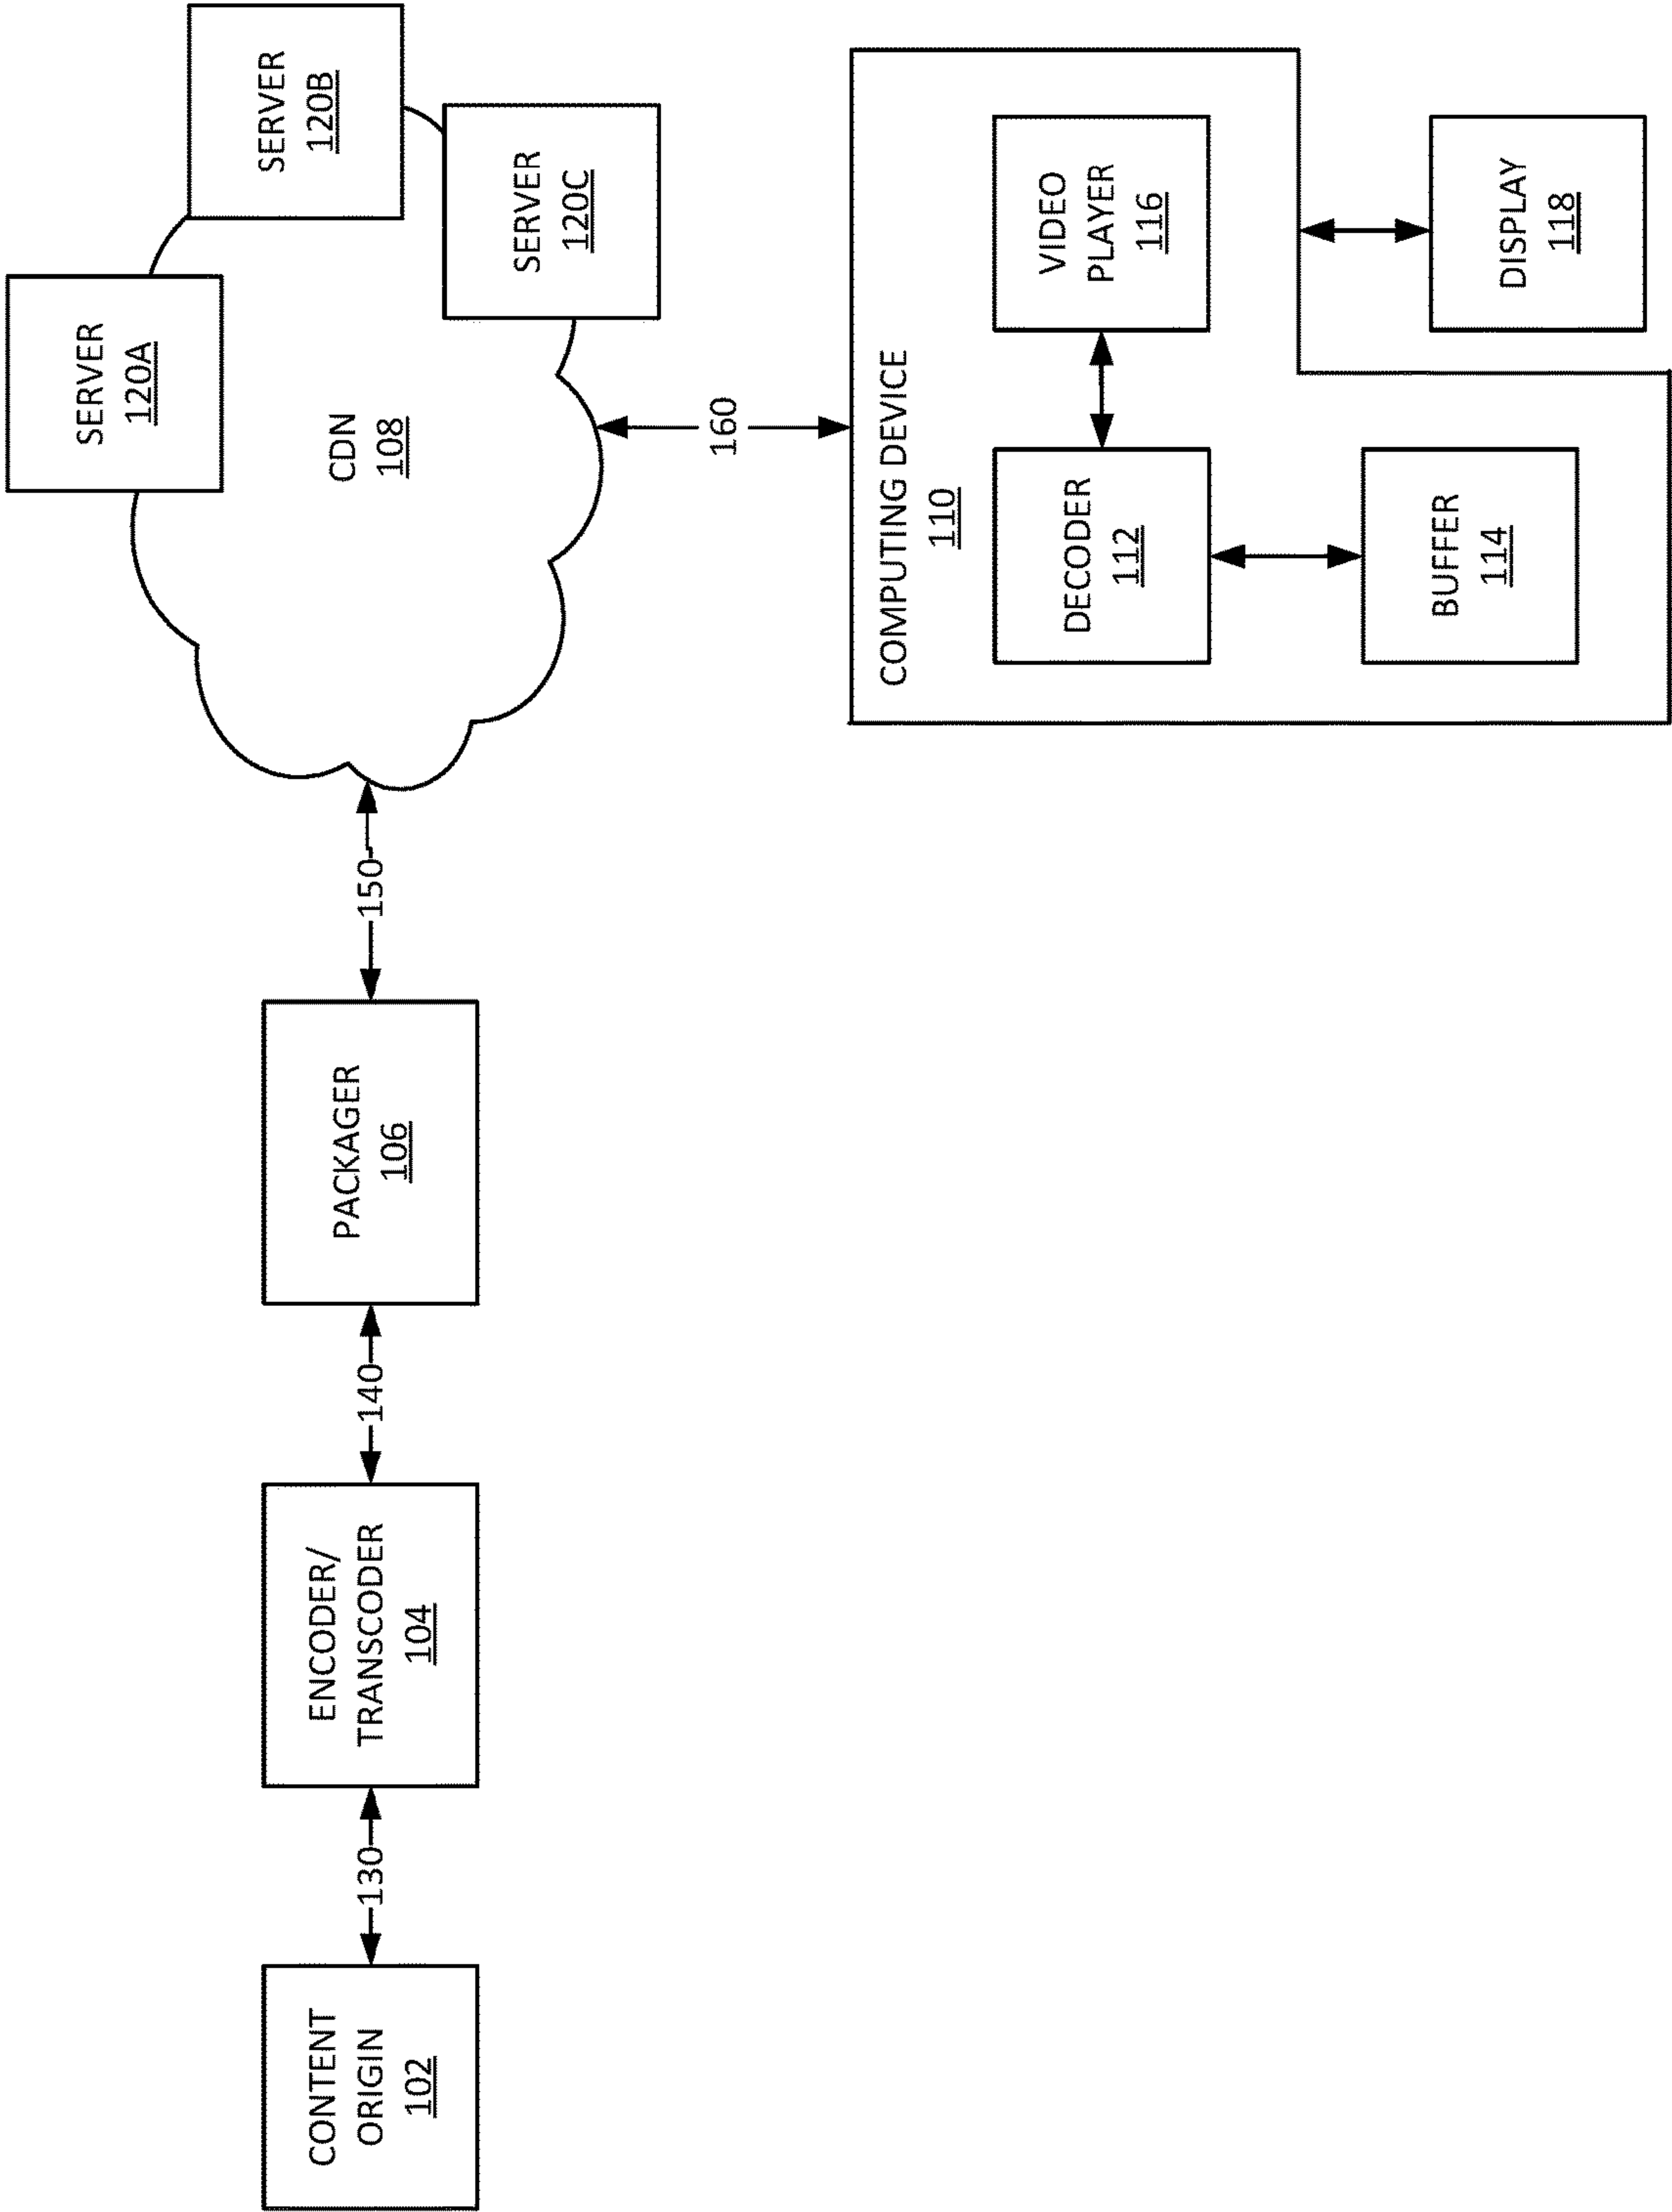 CONTENT
ORIGIN
102
130
ENCODER/
TRANSCODER
104
140
PACKAGER
106
150
CDN
108
SERVER
120A
SERVER
120B
SERVER
120C
160
COMPUTING DEVICE
110
DECODER
112
VIDEO
PLAYER
116
BUFFER
114
DISPLAY
118